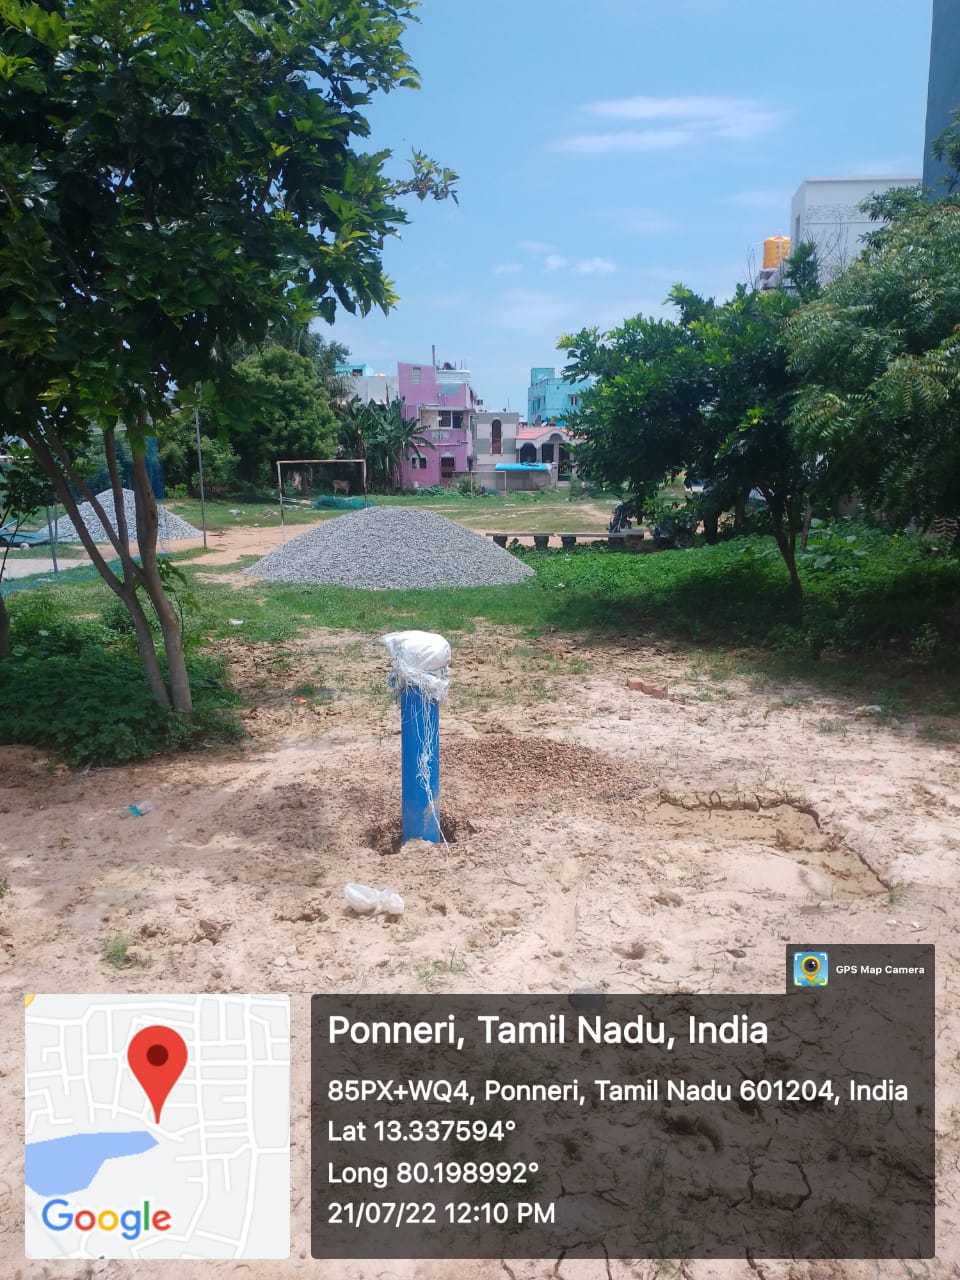 GPS Map Camera
Ponneri, Tamil Nadu, India
85PX+WQ4, Ponneri, Tamil Nadu 601204, India
Lat 13.337594°
Long 80.198992°
21/07/22 12:10 PM
Google